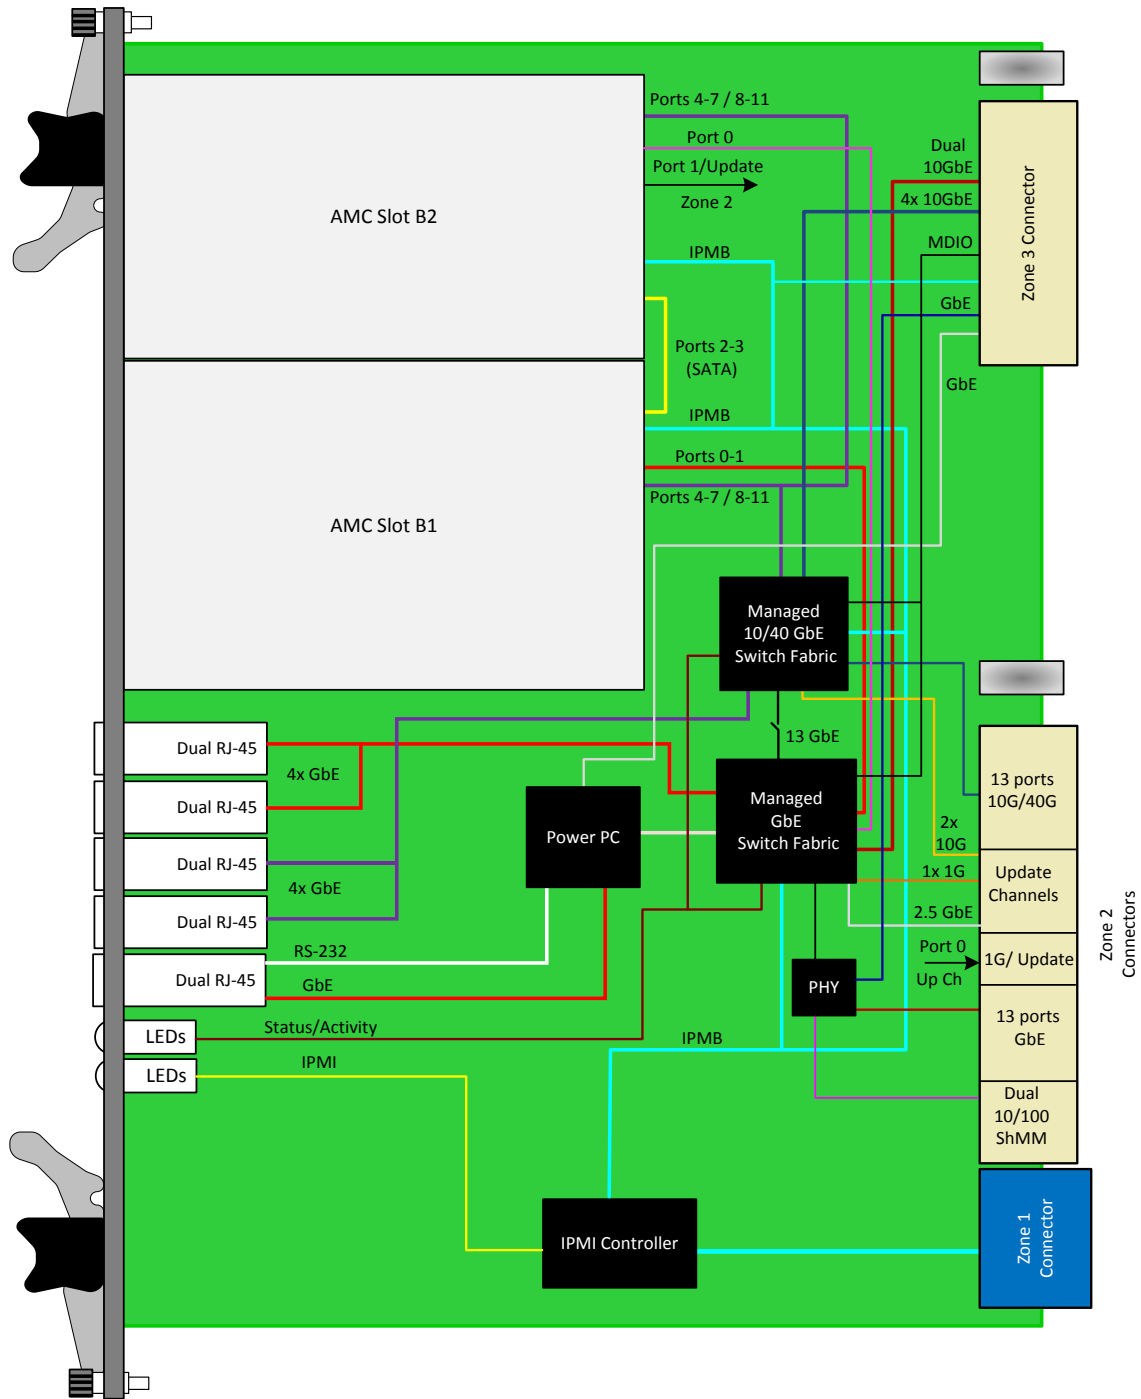 Ports 4-7 / 8-11
Port 0
Port 1/Update
Zone 2
AMC Slot B2
IPMB
Ports 2-3
(SATA)
IPMB
Dual
10GbE
4x 10GbE
MDIO
GbE
GbE
Zone 3 Connector
Ports 0-1
Ports 4-7 / 8-11
AMC Slot B1
Managed
10/40 GbE
Switch Fabric
13 GbE
Managed
GbE
Switch Fabric
Power PC
Dual RJ-45
4x GbE
Dual RJ-45
Dual RJ-45
4x GbE
Dual RJ-45
RS-232
Dual RJ-45
GbE
LEDs
Status/Activity
LEDs
IPMI
IPMB
PHY
2x
10G
1x 1G
2.5 GbE
Port 0
Up Ch
13 ports
10G/40G
Update
Channels
1G/ Update
13 ports
GbE
Dual
10/100
ShMM
Zone 2
Connectors
IPMI Controller
Zone 1
Connector